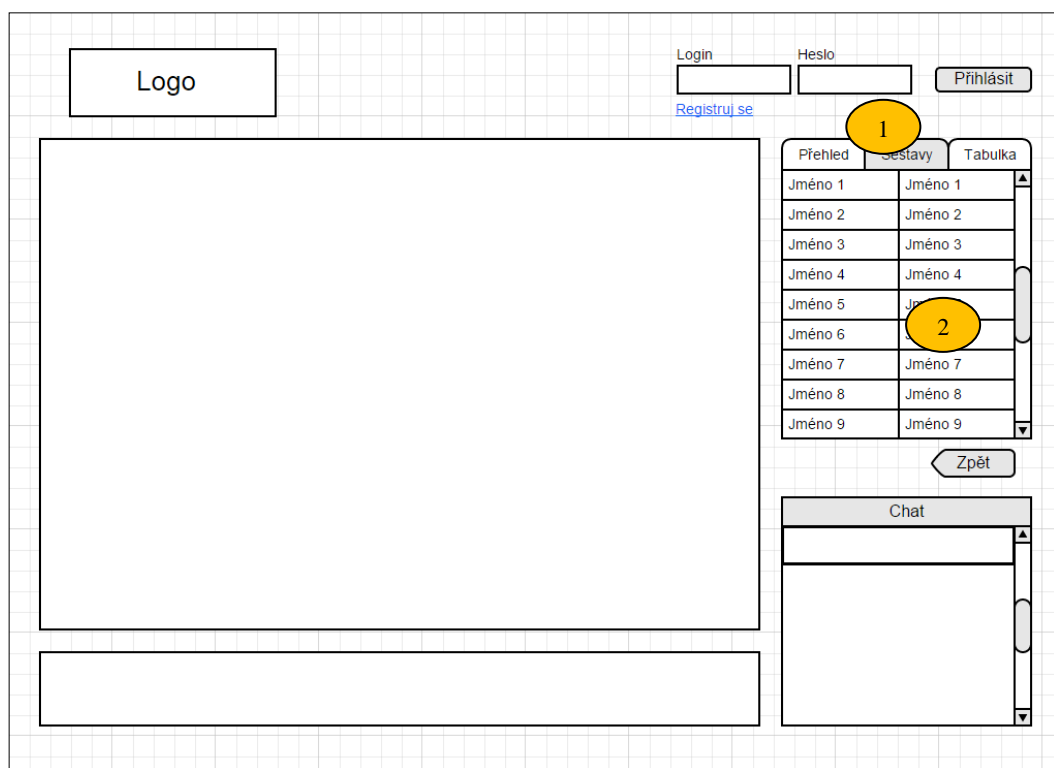 Logo
Login Heslo
Přihlásit
Registruj se
1
Přehled Sestavy Tabulka
Jméno 1 Jméno 1
Jméno 2 Jméno 2
Jméno 3 Jméno 3
Jméno 4 Jméno 4
Jméno 5
Jméno 6
2
Jméno 7 Jméno 7
Jméno 8 Jméno 8
Jméno 9 Jméno 9
Zpět
Chat